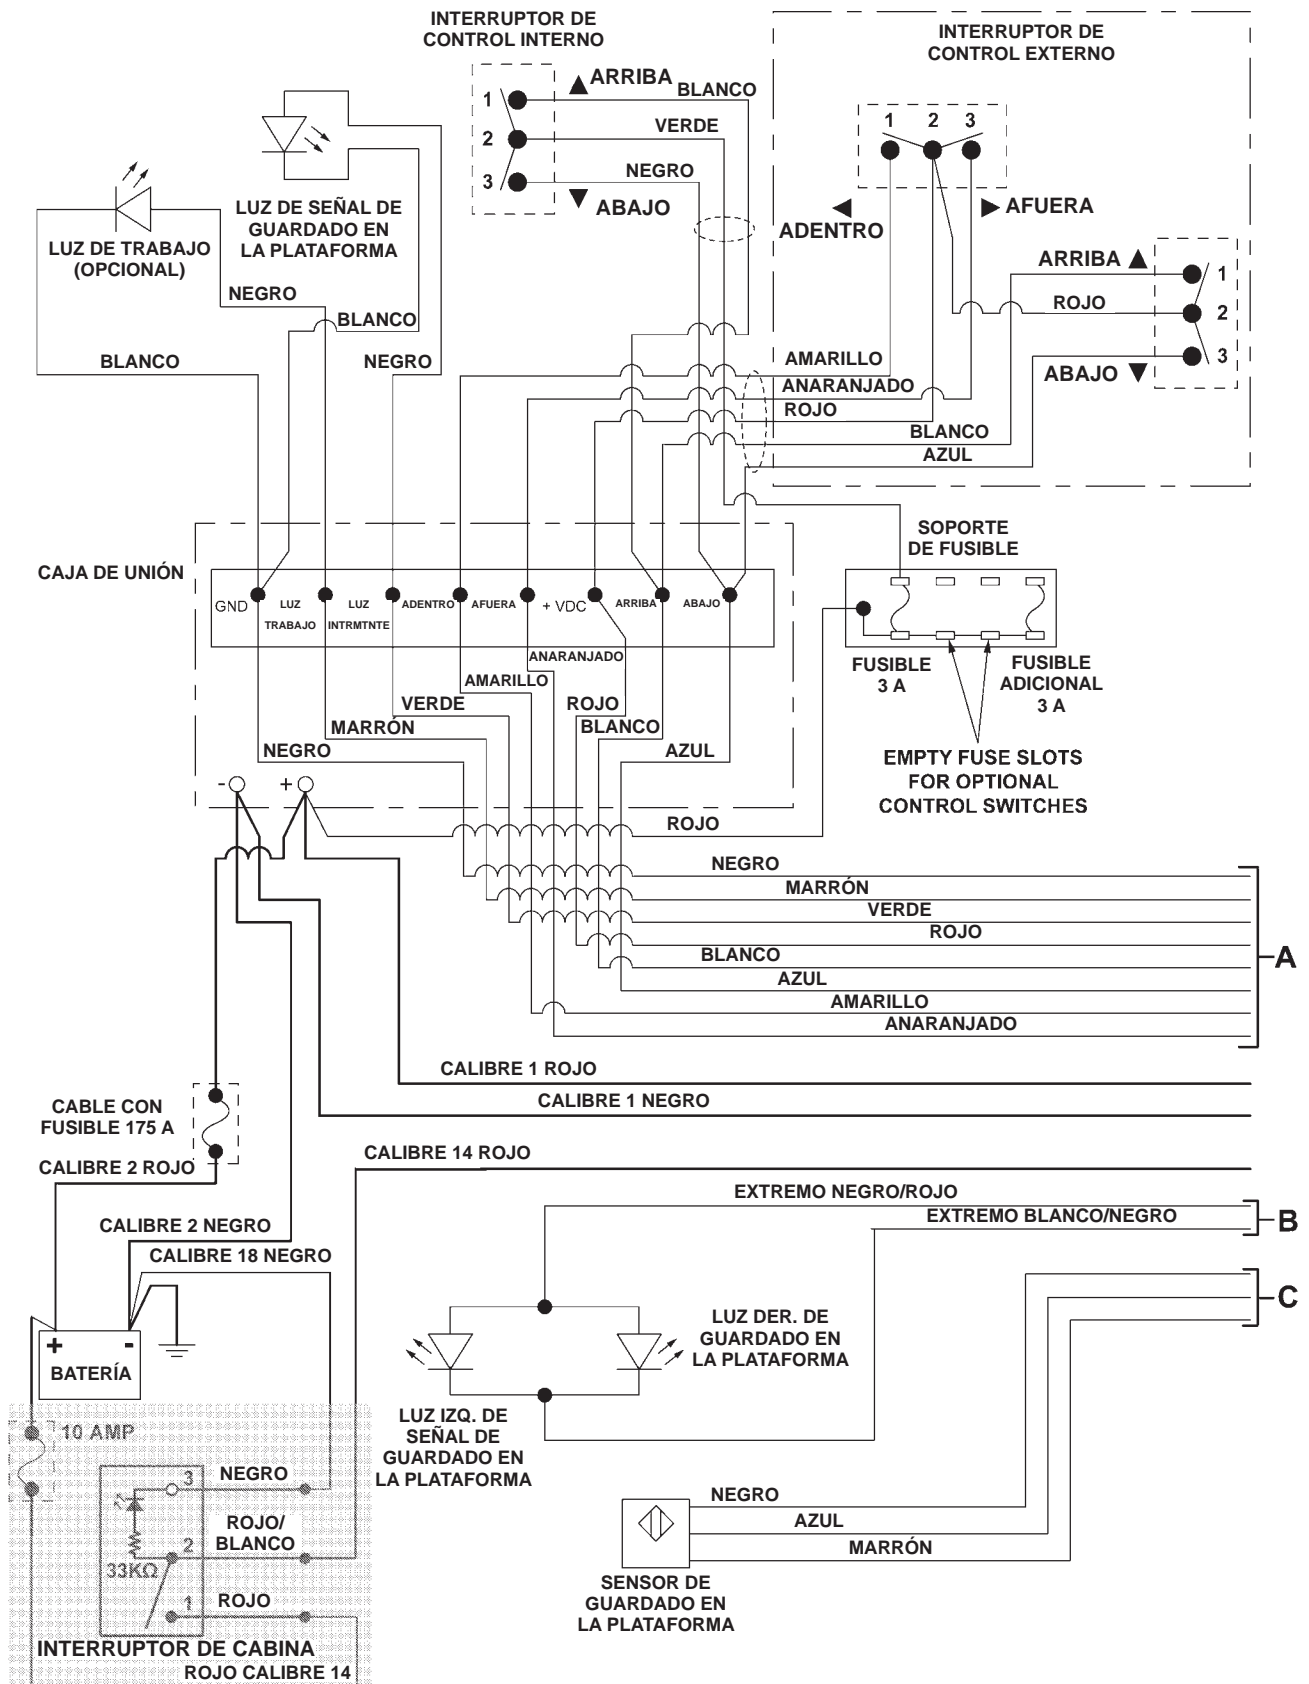 INTERRUPTOR DE
CONTROL INTERNO
INTERRUPTOR DE
CONTROL EXTERNO
▲ ARRIBA
BLANCO
1
2
VERDE
3
NEGRO
▼ ABAJO
1 2 3
◀ ADENTRO
▶ AFUERA
ARRIBA ▲
1
ROJO
2
3
ABAJO ▼
LUZ DE SEÑAL DE
GUARDADO EN
LA PLATAFORMA
LUZ DE TRABAJO
(OPCIONAL)
NEGRO
BLANCO
BLANCO
NEGRO
AMARILLO
ANARANJADO
ROJO
BLANCO
AZUL
CAJA DE UNIÓN
GND
LUZ
TRABAJO
LUZ
INTRMTNTE
ADENTRO
AFUERA
+ VDC
ARRIBA
ABAJO
SOPORTE
DE FUSIBLE
FUSIBLE
3 A
FUSIBLE
ADICIONAL
3 A
EMPTY FUSE SLOTS
FOR OPTIONAL
CONTROL SWITCHES
ANARANJADO
AMARILLO
VERDE
ROJO
MARRÓN
BLANCO
NEGRO
AZUL
-
+
ROJO
NEGRO
MARRÓN
VERDE
ROJO
BLANCO
AZUL
AMARILLO
ANARANJADO
A
CALIBRE 1 ROJO
CALIBRE 1 NEGRO
CABLE CON
FUSIBLE 175 A
CALIBRE 2 ROJO
CALIBRE 14 ROJO
CALIBRE 2 NEGRO
CALIBRE 18 NEGRO
EXTREMO NEGRO/ROJO
EXTREMO BLANCO/NEGRO
B
C
+ -
BATERÍA
LUZ DER. DE
GUARDADO EN
LA PLATAFORMA
LUZ IZQ. DE
SEÑAL DE
GUARDADO EN
LA PLATAFORMA
10 AMP
3
NEGRO
ROJO/
BLANCO
2
33KΩ
1
ROJO
INTERRUPTOR DE CABINA
ROJO CALIBRE 14
NEGRO
AZUL
MARRÓN
SENSOR DE
GUARDADO EN
LA PLATAFORMA